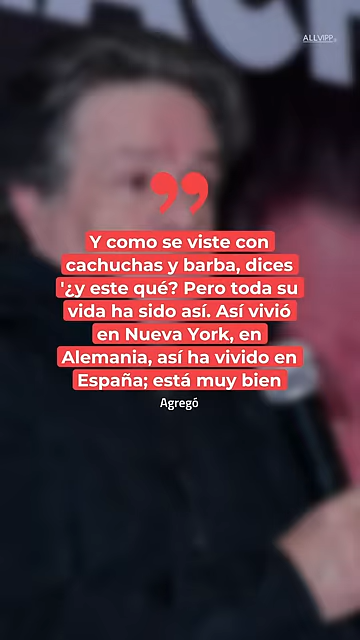 ALLVIPP.
Y como se viste con
cachuchas y barba, dices
'¿y este qué? Pero toda su
vida ha sido así. Así vivió
en Nueva York, en
Alemania, así ha vivido en
España; está muy bien
Agregó